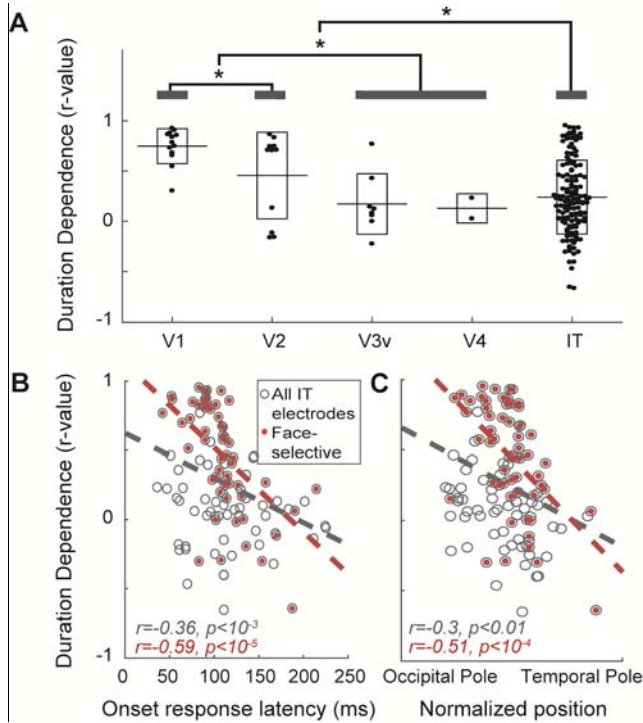 A
*
*
*
Duration Dependence (r-value)
1
0
-1
V1 V2 V3v V4 IT
B
Duration Dependence (r-value)
1
0
-1
All IT
electrodes
Face-
selective
r=-0.36, p<10⁻³
r=-0.59, p<10⁻⁵
0 50 100 150 200 250
Onset response latency (ms)
C
r=-0.3, p<0.01
r=-0.51, p<10⁻⁴
Occipital Pole Temporal Pole
Normalized position